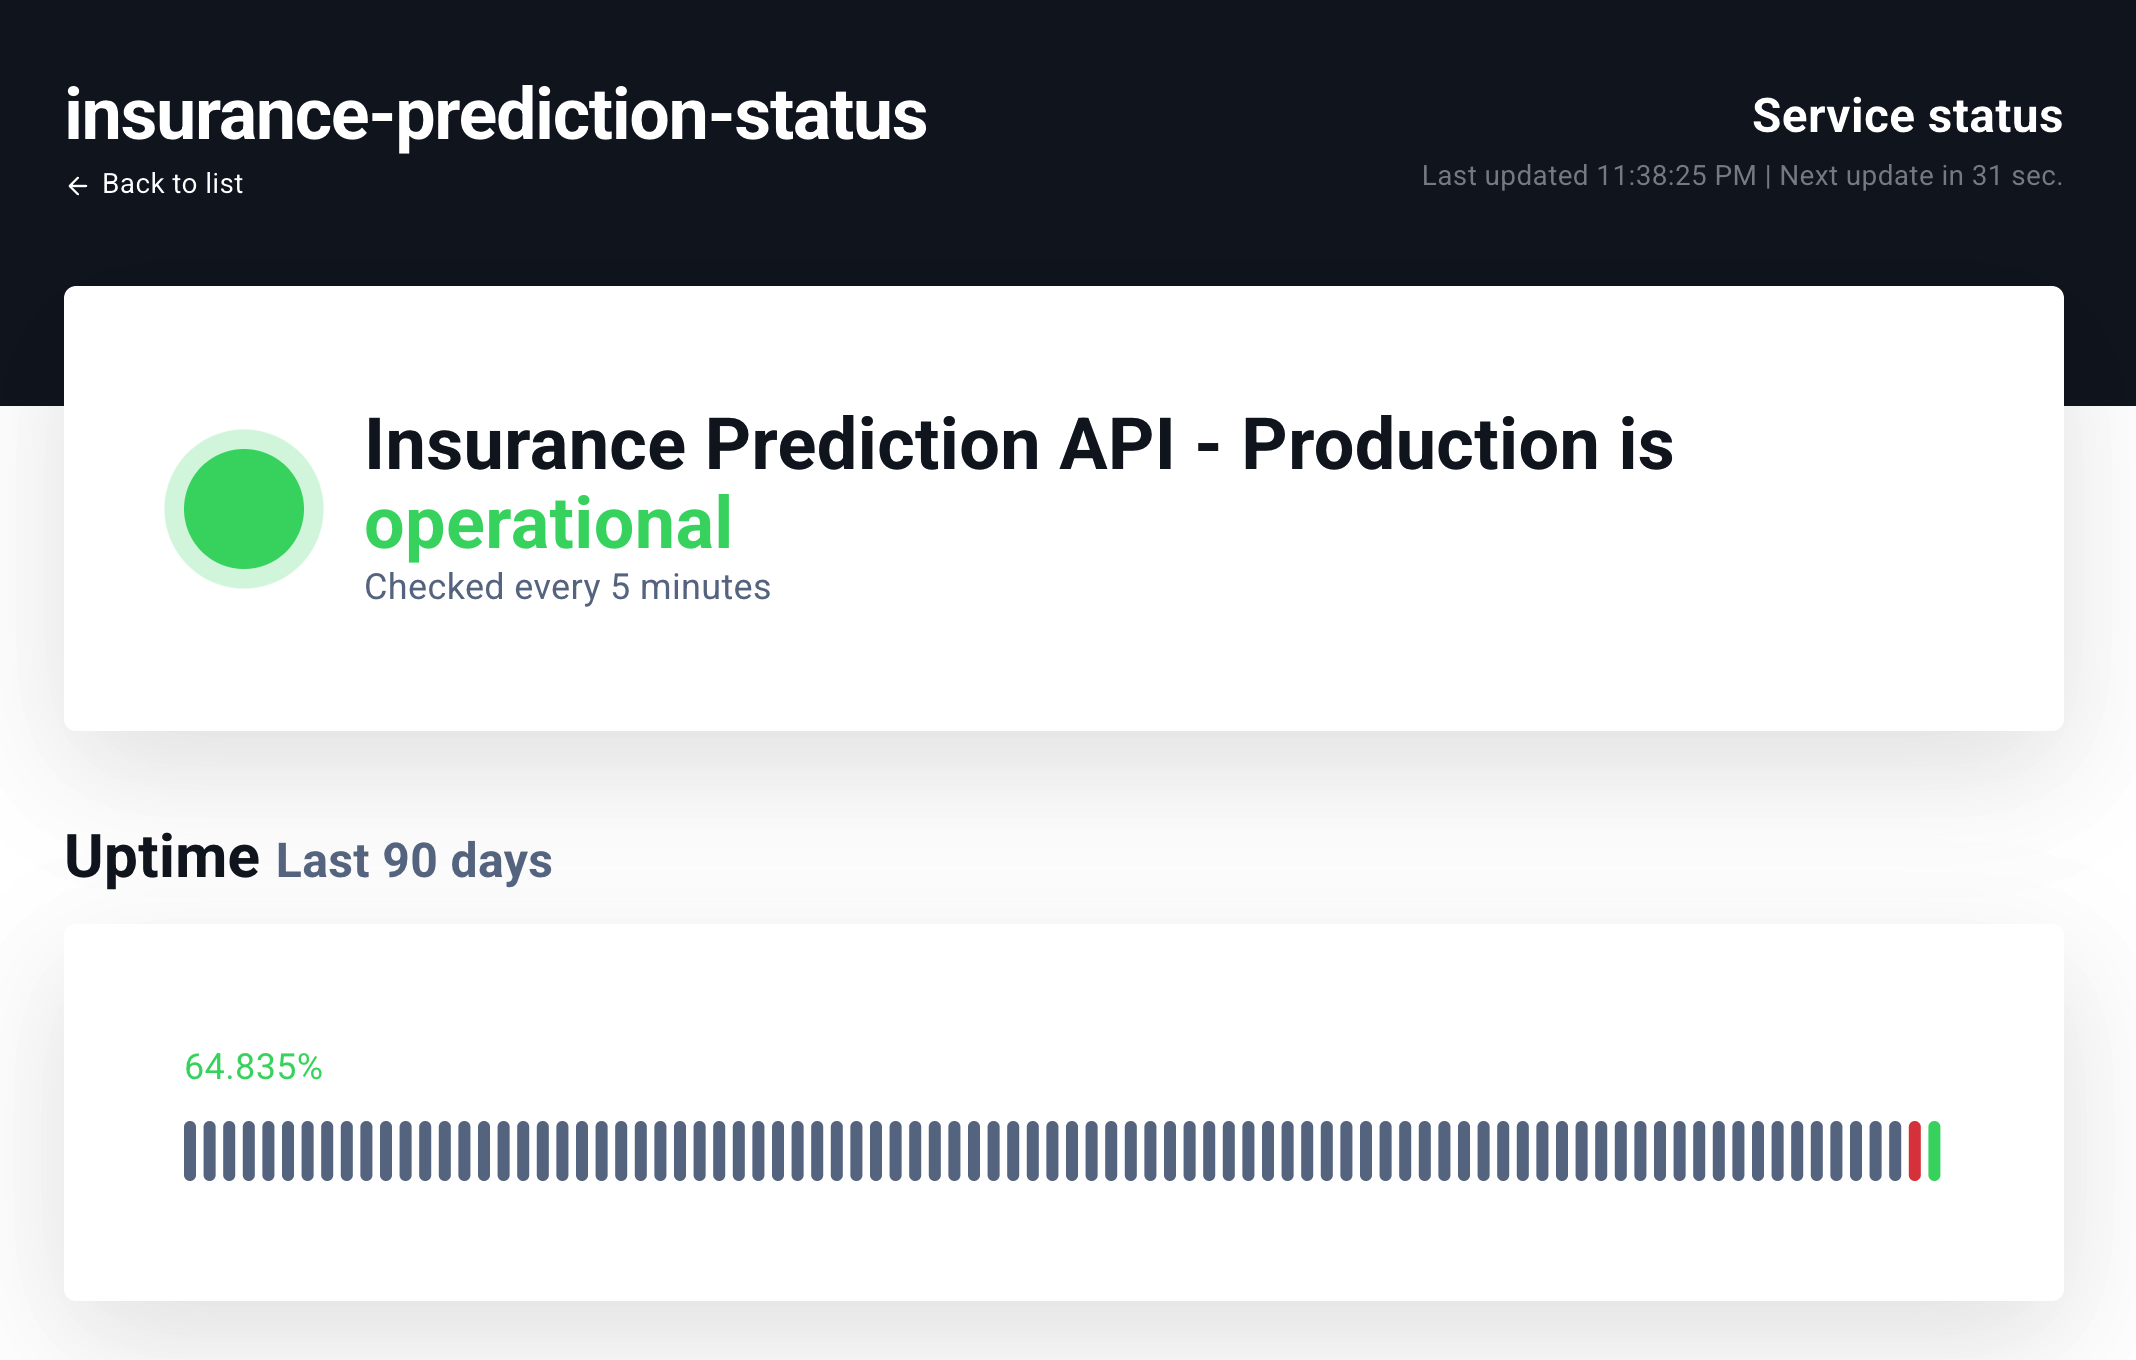 insurance-prediction-status
Back to list
Service status
Last updated 11:38:25 PM | Next update in 31 sec.
Insurance Prediction API - Production is
operational
Checked every 5 minutes
Uptime Last 90 days
64.835%